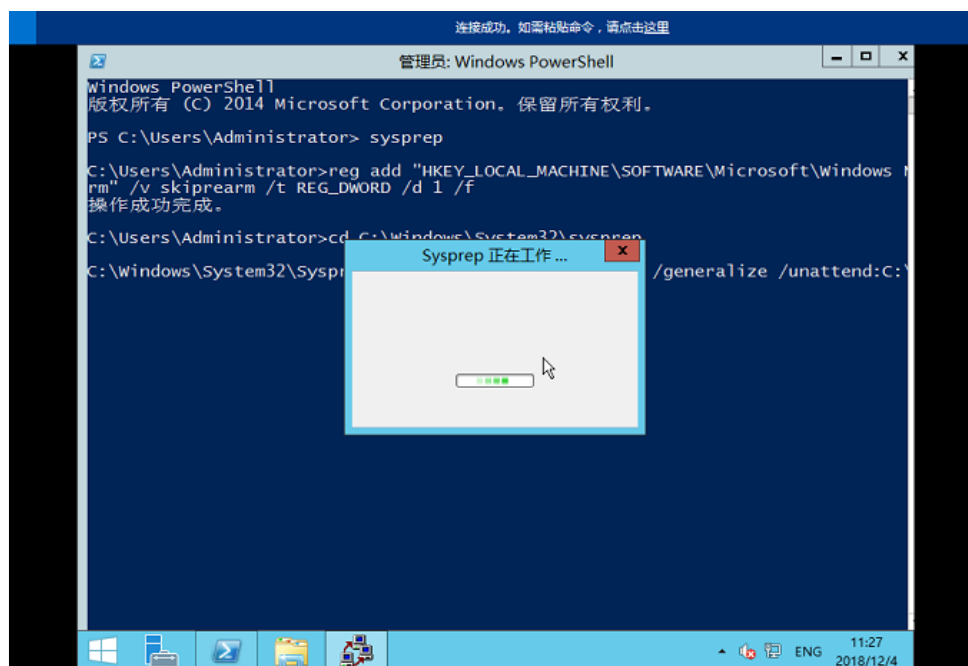 连接成功。如需粘贴命令，请点击这里
管理员: Windows PowerShell
Windows PowerShell
版权所有 (C) 2014 Microsoft Corporation。保留所有权利。
PS C:\Users\Administrator> sysprep
C:\Users\Administrator>reg add "HKEY_LOCAL_MACHINE\SOFTWARE\Microsoft\Windows
rm" /v skiprearm /t REG_DWORD /d 1 /f
操作成功完成。
C:\Users\Administrator>cd C:\Windows\System32\sysprep
C:\Windows\System32\Syspr /generalize /unattend:C:\
Sysprep 正在工作 ...
ENG
11:27
2018/12/4